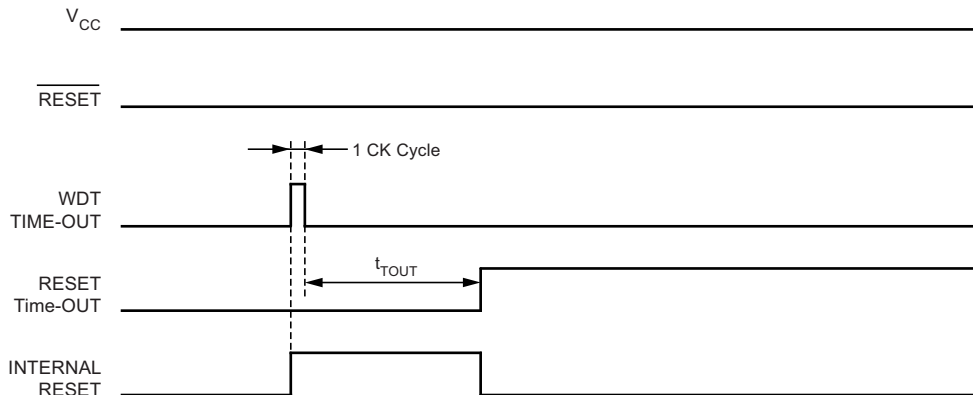 VCC
RESET
1 CK Cycle
WDT
TIME-OUT
tTOUT
RESET
Time-OUT
INTERNAL
RESET